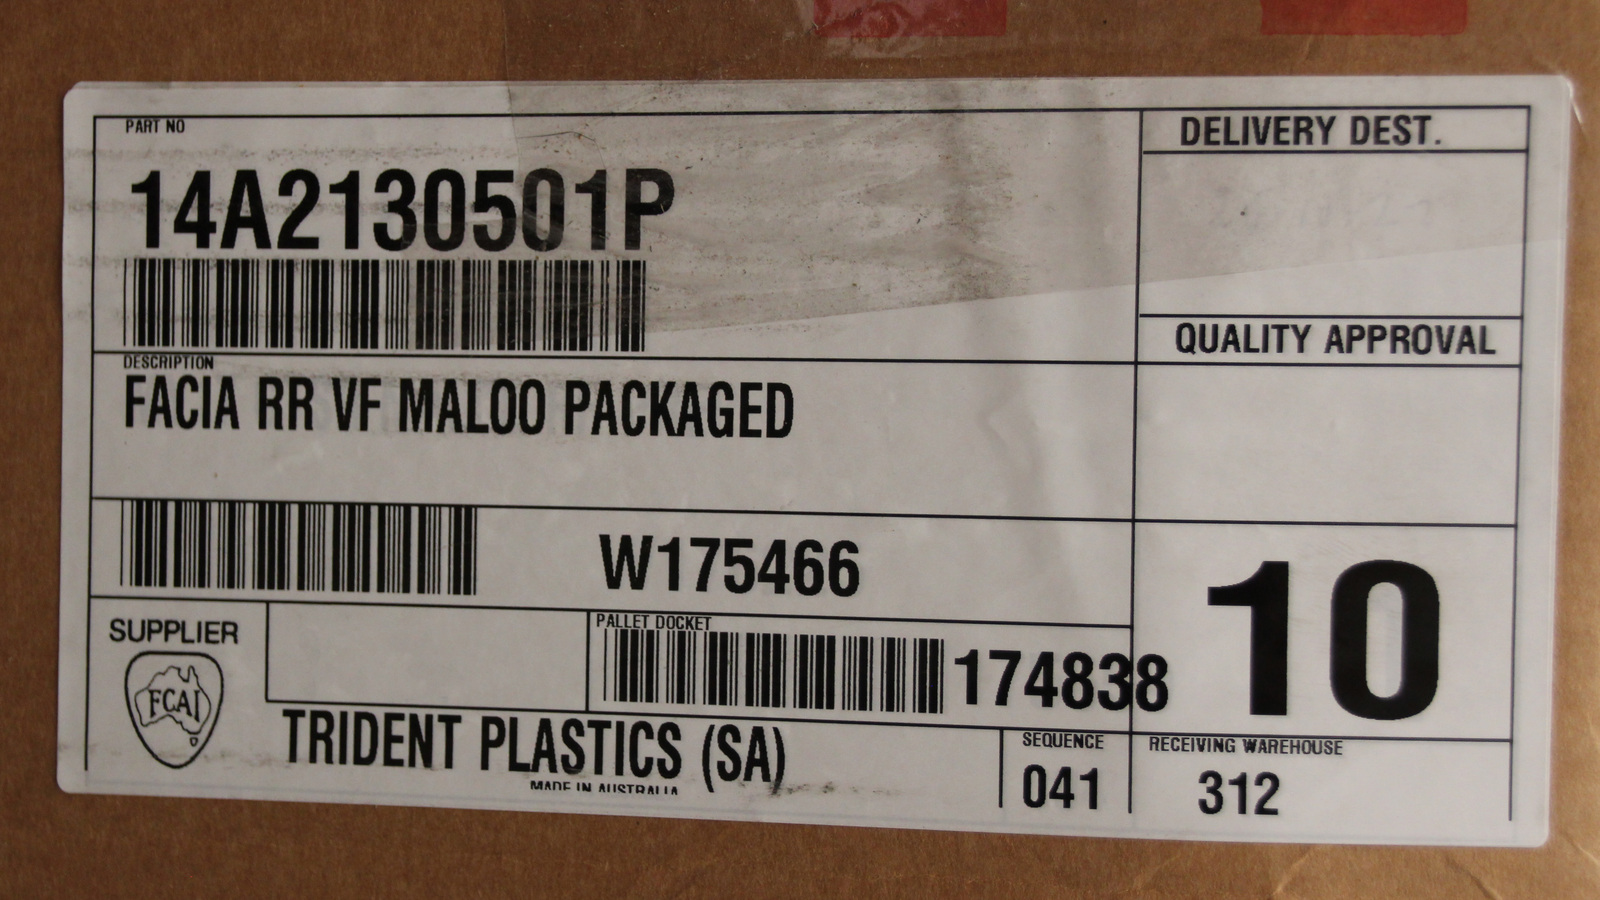 PART NO
14A2130501P
DELIVERY DEST.
QUALITY APPROVAL
DESCRIPTION
FACIA RR VF MALOO PACKAGED
W175466
10
SUPPLIER
FCAI
PALLET DOCKET
174838
TRIDENT PLASTICS (SA)
MADE IN AUSTRALIA
SEQUENCE
041
RECEIVING WAREHOUSE
312